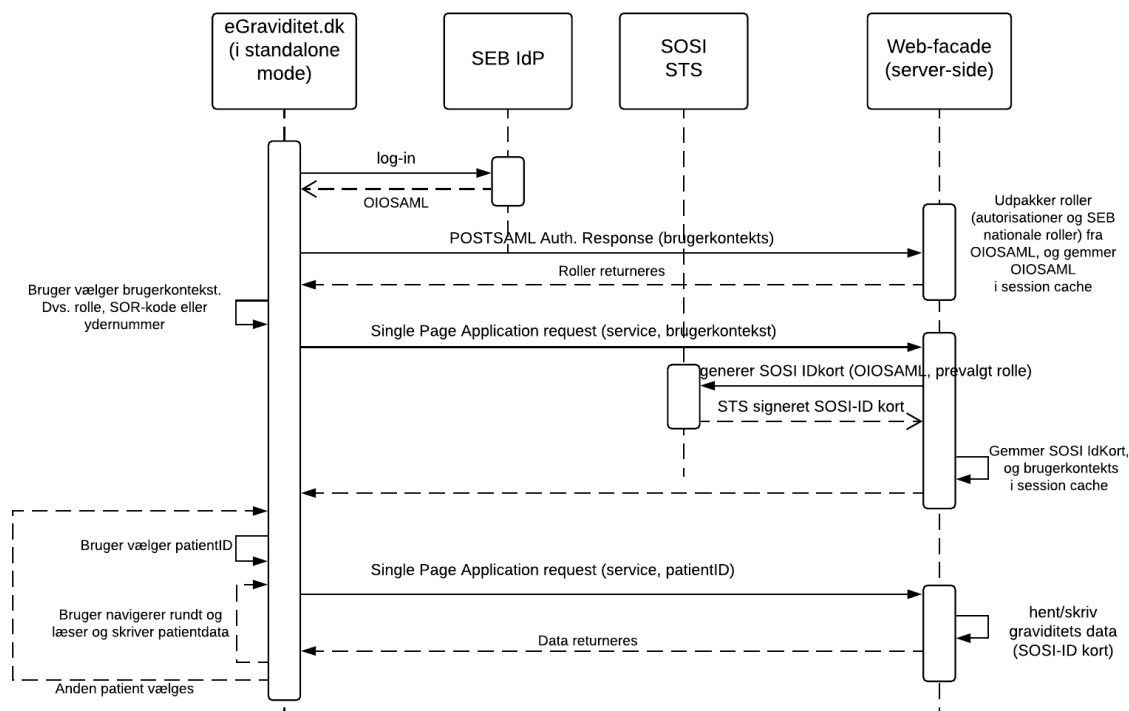 eGraviditet.dk
(i standalone
mode)
SEB IdP
SOSI
STS
Web-facade
(server-side)
log-in
OIOSAML
Udpakker roller
(autorisationer og SEB
nationale roller) fra
OIOSAML, og gemmer
OIOSAML
i session cache
POSTSAML Auth. Response (brugerkontekts)
Roller returneres
Bruger vælger brugerkontekst.
Dvs. rolle, SOR-kode eller
ydernummer
Single Page Application request (service, brugerkontekst)
generer SOSI IDkort (OIOSAML, prevalgt rolle)
STS signeret SOSI-ID kort
Gemmer SOSI IdKort,
og brugerkontekts
i session cache
Bruger vælger patientID
Single Page Application request (service, patientID)
Bruger navigerer rundt og
læser og skriver patientdata
hent/skriv
graviditets data
(SOSI-ID kort)
Data returneres
Anden patient vælges